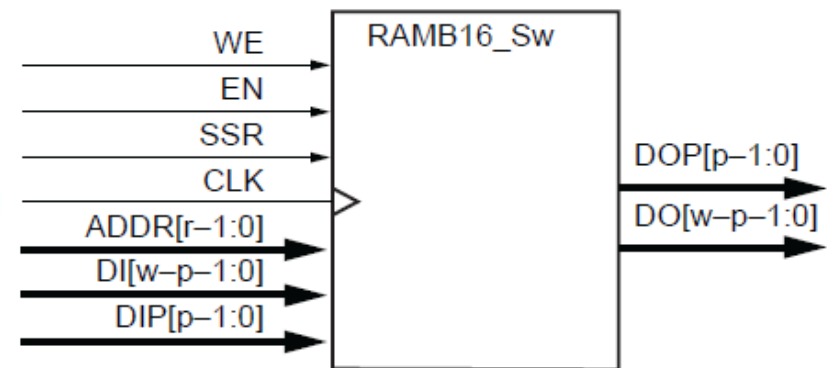 WE
RAMB16_Sw
EN
SSR
CLK
ADDR[r–1:0]
DI[w–p–1:0]
DIP[p–1:0]
DOP[p–1:0]
DO[w–p–1:0]